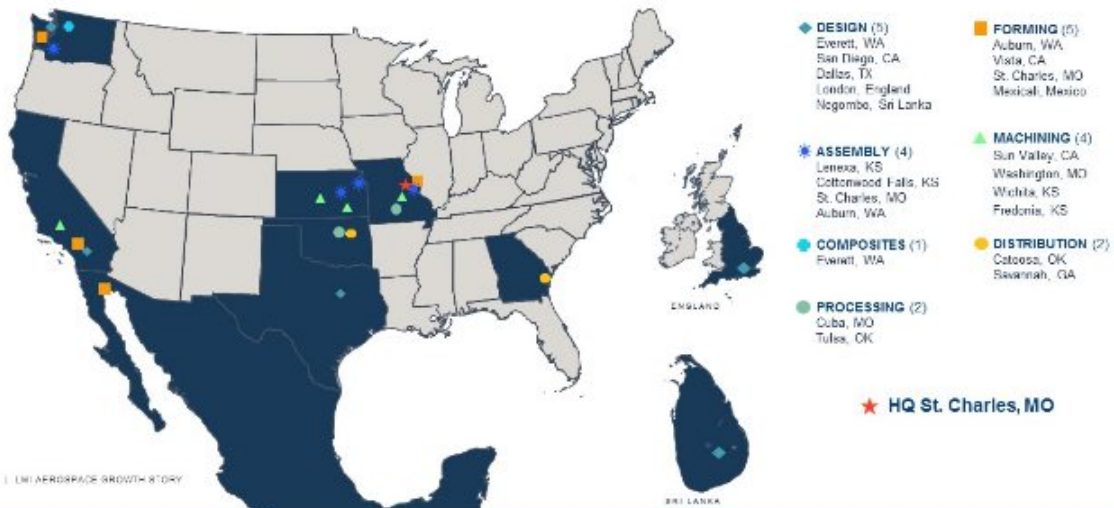 DESIGN (5)
Everett, WA
San Diego, CA
Dallas, TX
London, England
Negombo, Sri Lanka
FORMING (5)
Auburn, WA
Vista, CA
St. Charles, MO
Mexicali, Mexico
ASSEMBLY (4)
Lenexa, KS
Cottonwood Falls, KS
St. Charles, MO
Auburn, WA
MACHINING (4)
Sun Valley, CA
Washington, MO
Wichita, KS
Fredonia, KS
COMPOSITES (1)
Everett, WA
DISTRIBUTION (2)
Catoosa, OK
Savannah, GA
PROCESSING (2)
Cuba, MO
Tulsa, OK
ENGLAND
HQ St. Charles, MO
LMI AEROSPACE GROWTH STORY
SRI LANKA